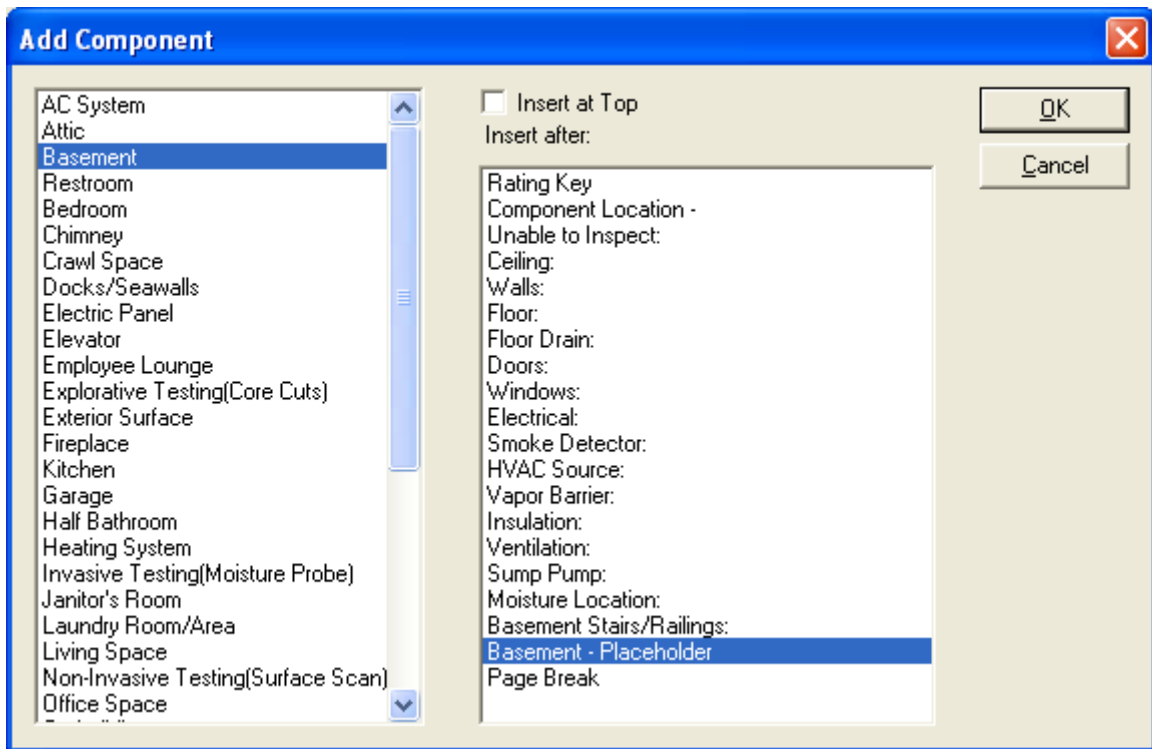 Add Component
AC System
Attic
Basement
Restroom
Bedroom
Chimney
Crawl Space
Docks/Seawalls
Electric Panel
Elevator
Employee Lounge
Explorative Testing(Core Cuts)
Exterior Surface
Fireplace
Kitchen
Garage
Half Bathroom
Heating System
Invasive Testing(Moisture Probe)
Janitor's Room
Laundry Room/Area
Living Space
Non-Invasive Testing(Surface Scan)
Office Space
Insert at Top
Insert after:
Rating Key
Component Location -
Unable to Inspect:
Ceiling:
Walls:
Floor:
Floor Drain:
Doors:
Windows:
Electrical:
Smoke Detector:
HVAC Source:
Vapor Barrier:
Insulation:
Ventilation:
Sump Pump:
Moisture Location:
Basement Stairs/Railings:
Basement - Placeholder
Page Break
OK
Cancel